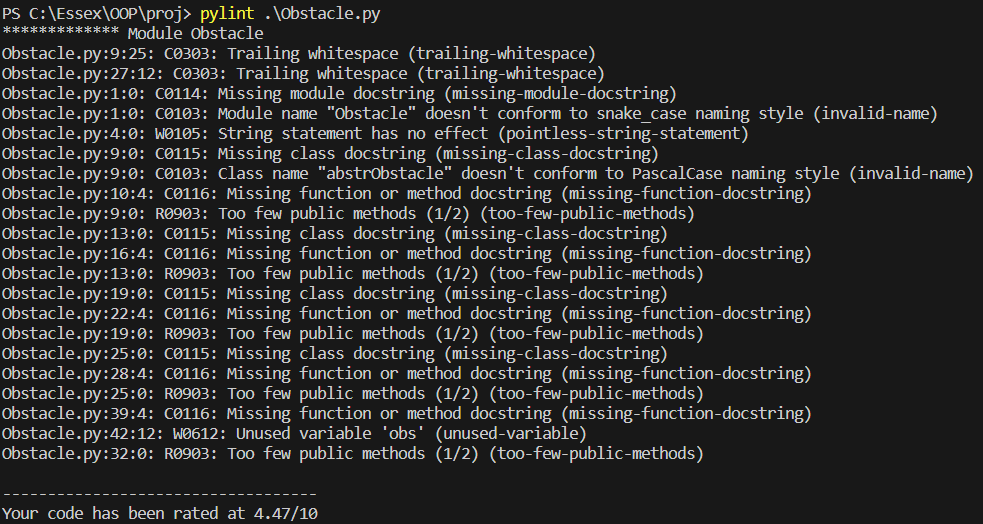 PS C:\Essex\OOP\proj> pylint .\Obstacle.py
************* Module Obstacle
Obstacle.py:9:25: C0303: Trailing whitespace (trailing-whitespace)
Obstacle.py:27:12: C0303: Trailing whitespace (trailing-whitespace)
Obstacle.py:1:0: C0114: Missing module docstring (missing-module-docstring)
Obstacle.py:1:0: C0103: Module name "Obstacle" doesn't conform to snake_case naming style (invalid-name)
Obstacle.py:4:0: W0105: String statement has no effect (pointless-string-statement)
Obstacle.py:9:0: C0115: Missing class docstring (missing-class-docstring)
Obstacle.py:9:0: C0103: Class name "abstrObstacle" doesn't conform to PascalCase naming style (invalid-name)
Obstacle.py:10:4: C0116: Missing function or method docstring (missing-function-docstring)
Obstacle.py:9:0: R0903: Too few public methods (1/2) (too-few-public-methods)
Obstacle.py:13:0: C0115: Missing class docstring (missing-class-docstring)
Obstacle.py:16:4: C0116: Missing function or method docstring (missing-function-docstring)
Obstacle.py:13:0: R0903: Too few public methods (1/2) (too-few-public-methods)
Obstacle.py:19:0: C0115: Missing class docstring (missing-class-docstring)
Obstacle.py:22:4: C0116: Missing function or method docstring (missing-function-docstring)
Obstacle.py:19:0: R0903: Too few public methods (1/2) (too-few-public-methods)
Obstacle.py:25:0: C0115: Missing class docstring (missing-class-docstring)
Obstacle.py:28:4: C0116: Missing function or method docstring (missing-function-docstring)
Obstacle.py:25:0: R0903: Too few public methods (1/2) (too-few-public-methods)
Obstacle.py:39:4: C0116: Missing function or method docstring (missing-function-docstring)
Obstacle.py:42:12: W0612: Unused variable 'obs' (unused-variable)
Obstacle.py:32:0: R0903: Too few public methods (1/2) (too-few-public-methods)
-----------------------------------
Your code has been rated at 4.47/10